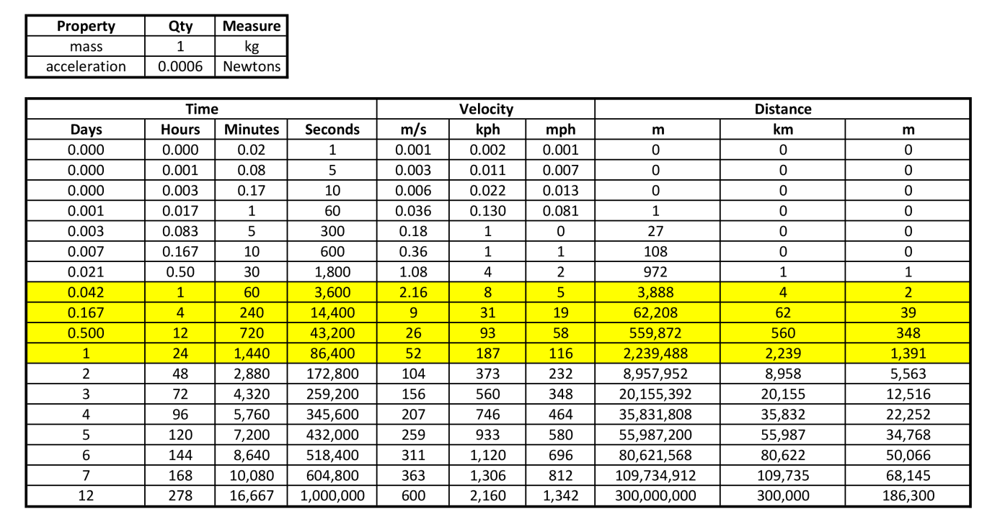 Property Qty Measure
mass 1 kg
acceleration 0.0006 Newtons
Time Velocity Distance
Days Hours Minutes Seconds m/s kph mph m km m
0.000 0.000 0.02 1 0.001 0.002 0.001 0 0 0
0.000 0.001 0.08 5 0.003 0.011 0.007 0 0 0
0.000 0.003 0.17 10 0.006 0.022 0.013 0 0 0
0.001 0.017 1 60 0.036 0.130 0.081 1 0 0
0.003 0.083 5 300 0.18 1 0 27 0 0
0.007 0.167 10 600 0.36 1 1 108 0 0
0.021 0.50 30 1,800 1.08 4 2 972 1 1
0.042 1 60 3,600 2.16 8 5 3,888 4 2
0.167 4 240 14,400 9 31 19 62,208 62 39
0.500 12 720 43,200 26 93 58 559,872 560 348
1 24 1,440 86,400 52 187 116 2,239,488 2,239 1,391
2 48 2,880 172,800 104 373 232 8,957,952 8,958 5,563
3 72 4,320 259,200 156 560 348 20,155,392 20,155 12,516
4 96 5,760 345,600 207 746 464 35,831,808 35,832 22,252
5 120 7,200 432,000 259 933 580 55,987,200 55,987 34,768
6 144 8,640 518,400 311 1,120 696 80,621,568 80,622 50,066
7 168 10,080 604,800 363 1,306 812 109,734,912 109,735 68,145
12 278 16,667 1,000,000 600 2,160 1,342 300,000,000 300,000 186,300